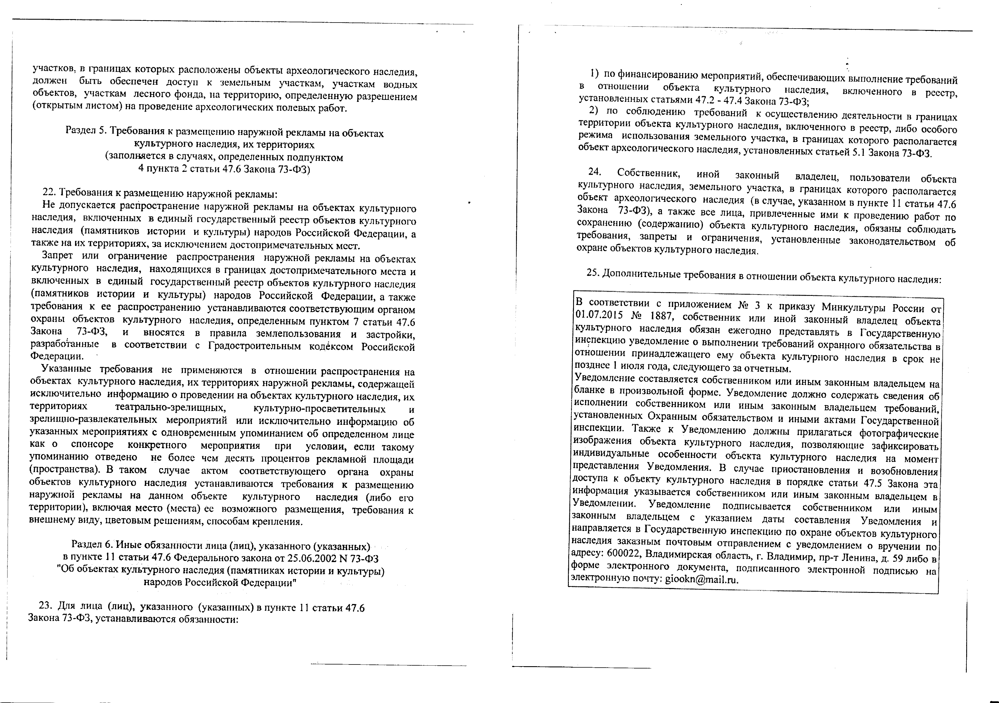 участков, в границах которых расположены объекты археологического наследия,
должен быть обеспечен доступ к земельным участкам, участкам водных
объектов, участкам лесного фонда, на территорию, определенную разрешением
(открытым листом) на проведение археологических полевых работ.
Раздел 5. Требования к размещению наружной рекламы на объектах
культурного наследия, их территориях
(заполняется в случаях, определенных подпунктом
4 пункта 2 статьи 47.6 Закона 73-ФЗ)
22. Требования к размещению наружной рекламы:
Не допускается распространение наружной рекламы на объектах культурного
наследия, включенных в единый государственный реестр объектов культурного
наследия (памятников истории и культуры) народов Российской Федерации, а
также на их территориях, за исключением достопримечательных мест.
Запрет или ограничение распространения наружной рекламы на объектах
культурного наследия, находящихся в границах достопримечательного места и
включенных в единый государственный реестр объектов культурного наследия
(памятников истории и культуры) народов Российской Федерации, а также
требования к ее распространению устанавливаются соответствующим органом
охраны объектов культурного наследия, определенным пунктом 7 статьи 47.6
Закона 73-ФЗ, и вносятся в правила землепользования и застройки,
разработанные в соответствии с Градостроительным кодексом Российской
Федерации.
Указанные требования не применяются в отношении распространения на
объектах культурного наследия, их территориях наружной рекламы, содержащей
исключительно информацию о проведении на объектах культурного наследия, их
территориях театрально-зрелищных, культурно-просветительных и
зрелищно-развлекательных мероприятий или исключительно информацию об
указанных мероприятиях с одновременным упоминанием об определенном лице
как о спонсоре конкретного мероприятия при условии, если такому
упоминанию отведено не более чем десять процентов рекламной площади
(пространства). В таком случае актом соответствующего органа охраны
объектов культурного наследия устанавливаются требования к размещению
наружной рекламы на данном объекте культурного наследия (либо его
территории), включая место (места) ее возможного размещения, требования к
внешнему виду, цветовым решениям, способам крепления.
Раздел 6. Иные обязанности лица (лиц), указанного (указанных)
в пункте 11 статьи 47.6 Федерального закона от 25.06.2002 N 73-ФЗ
"Об объектах культурного наследия (памятниках истории и культуры)
народов Российской Федерации"
23. Для лица (лиц), указанного (указанных) в пункте 11 статьи 47.6
Закона 73-ФЗ, устанавливаются обязанности:
1) по финансированию мероприятий, обеспечивающих выполнение требований
в отношении объекта культурного наследия, включенного в реестр,
установленных статьями 47.2 - 47.4 Закона 73-ФЗ;
2) по соблюдению требований к осуществлению деятельности в границах
территории объекта культурного наследия, включенного в реестр, либо особого
режима использования земельного участка, в границах которого располагается
объект археологического наследия, установленных статьей 5.1 Закона 73-ФЗ.
24. Собственник, иной законный владелец, пользователи объекта
культурного наследия, земельного участка, в границах которого располагается
объект археологического наследия (в случае, указанном в пункте 11 статьи 47.6
Закона 73-ФЗ), а также все лица, привлеченные ими к проведению работ по
сохранению (содержанию) объекта культурного наследия, обязаны соблюдать
требования, запреты и ограничения, установленные законодательством об
охране объектов культурного наследия.
25. Дополнительные требования в отношении объекта культурного наследия:
В соответствии с приложением № 3 к приказу Минкультуры России от
01.07.2015 № 1887, собственник или иной законный владелец объекта
культурного наследия обязан ежегодно представлять в Государственную
инспекцию уведомление о выполнении требований охранного обязательства в
отношении принадлежащего ему объекта культурного наследия в срок не
позднее 1 июля года, следующего за отчетным.
Уведомление составляется собственником или иным законным владельцем на
бланке в произвольной форме. Уведомление должно содержать сведения об
исполнении собственником или иным законным владельцем требований,
установленных Охранным обязательством и иными актами Государственной
инспекции. Также к Уведомлению должны прилагаться фотографические
изображения объекта культурного наследия, позволяющие зафиксировать
индивидуальные особенности объекта культурного наследия на момент
представления Уведомления. В случае приостановления и возобновления
доступа к объекту культурного наследия в порядке статьи 47.5 Закона эта
информация указывается собственником или иным законным владельцем в
Уведомлении. Уведомление подписывается собственником или иным
законным владельцем с указанием даты составления Уведомления и
направляется в Государственную инспекцию по охране объектов культурного
наследия заказным почтовым отправлением с уведомлением о вручении по
адресу: 600022, Владимирская область, г. Владимир, пр-т Ленина, д. 59 либо в
форме электронного документа, подписанного электронной подписью на
электронную почту: giookn@mail.ru.